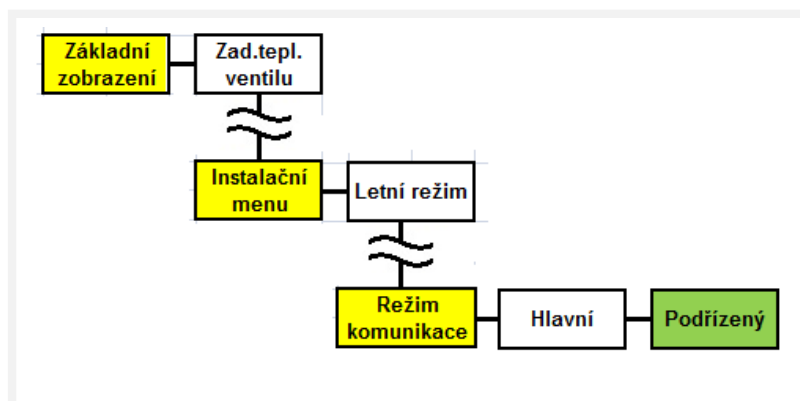 Základní
zobrazení
Zad.tepl.
ventilu
Instalační
menu
Letní režim
Režim
komunikace
Hlavní
Podřízený